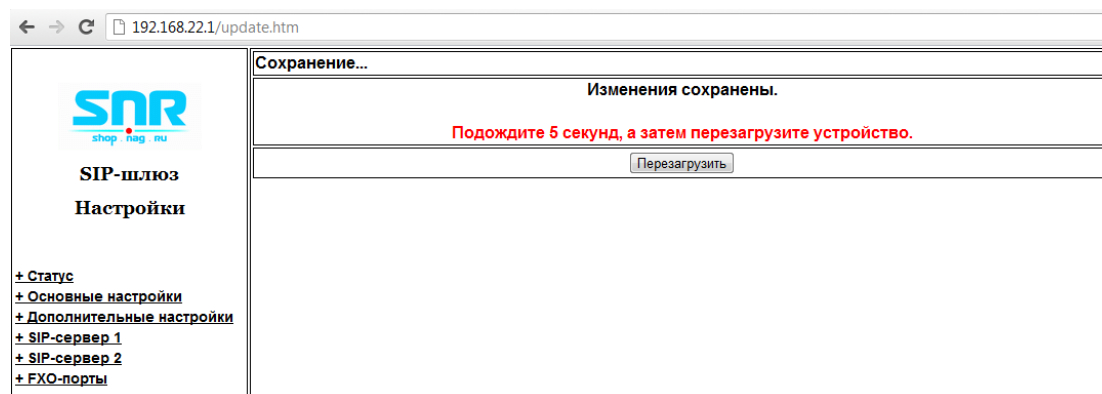 192.168.22.1/update.htm
SNR
shop.nag.ru
SIP-шлюз
Настройки
+ Статус
+ Основные настройки
+ Дополнительные настройки
+ SIP-сервер 1
+ SIP-сервер 2
+ FXO-порты
Сохранение...
Изменения сохранены.
Подождите 5 секунд, а затем перезагрузите устройство.
Перезагрузить